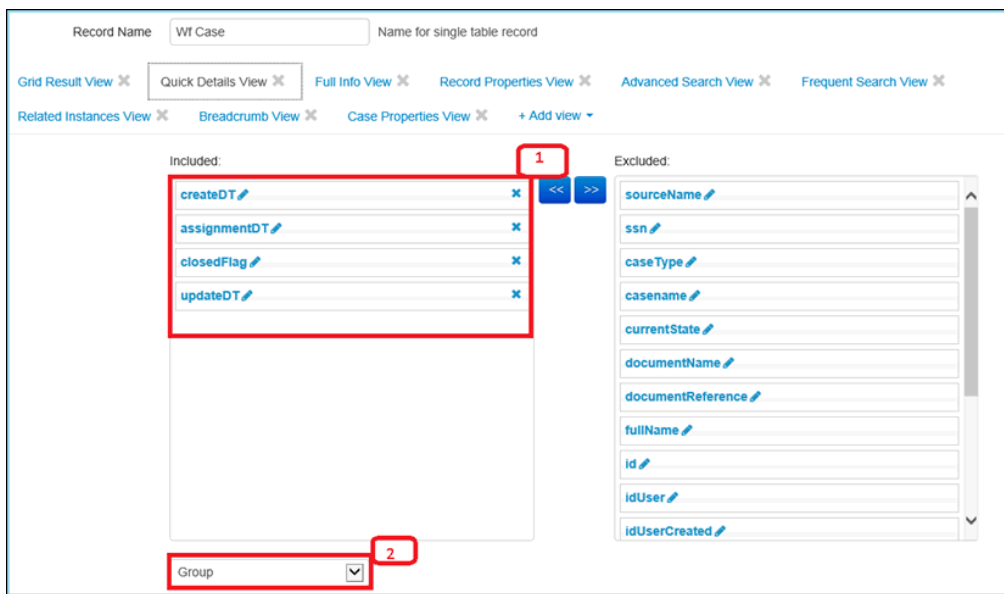 Record Name Wf Case Name for single table record
Grid Result View Quick Details View Full Info View Record Properties View Advanced Search View Frequent Search View
Related Instances View Breadcrumb View Case Properties View + Add view
Included: 1 Excluded:
<< >>
createDT sourceName
assignmentDT ssn
closedFlag caseType
updateDT casename
currentState
documentName
documentReference
fullName
id
idUser
idUserCreated
2
Group